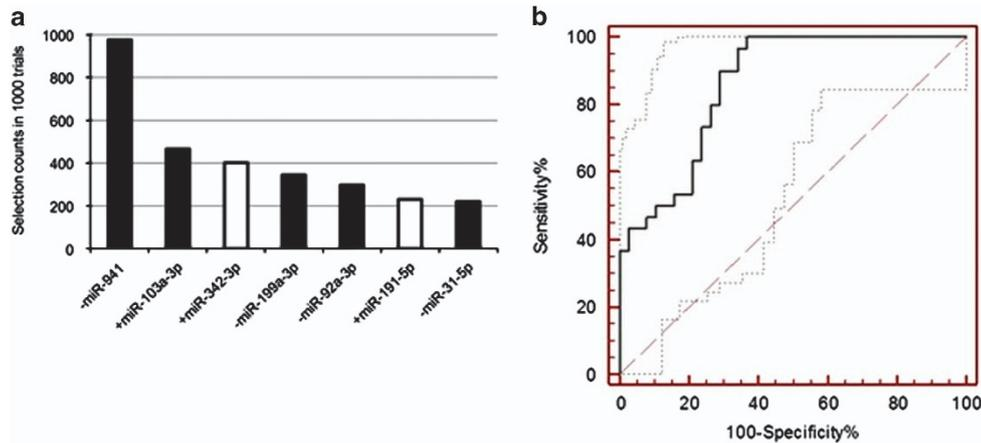 a
Selection counts in 1000 trials
1000
800
600
400
200
0
-miR-941
+miR-103a-3p
+miR-342-3p
-miR-199a-3p
-miR-92a-3p
+miR-191-5p
-miR-31-5p
b
Sensitivity%
100
80
60
40
20
0
0 20 40 60 80 100
100-Specificity%